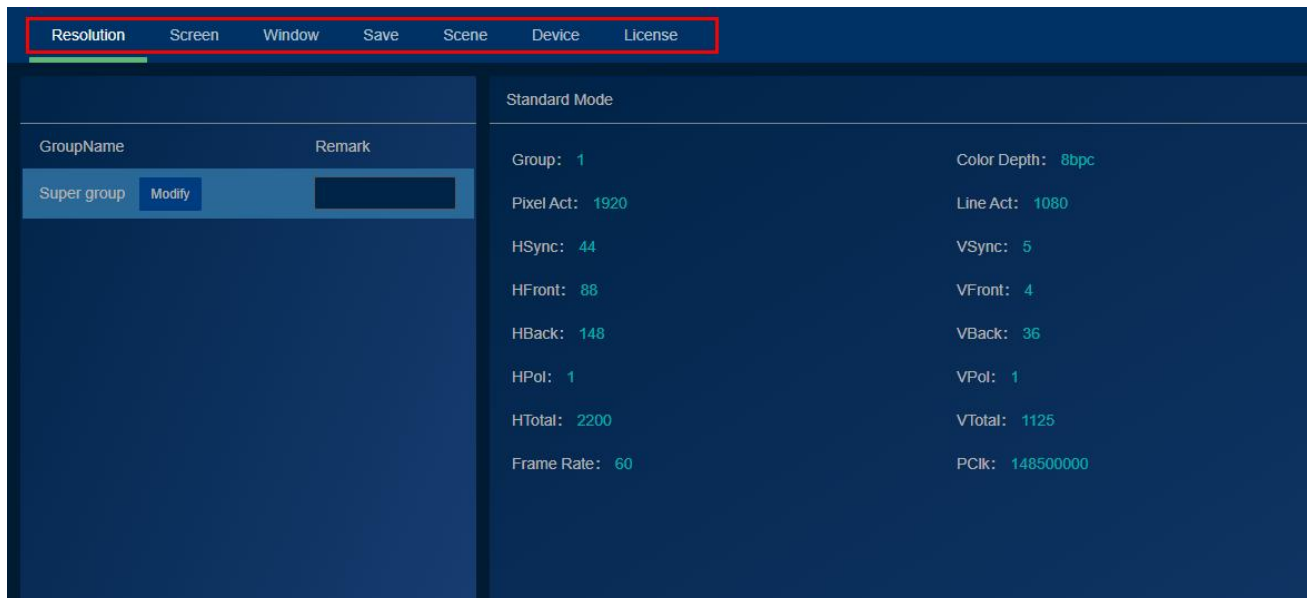 Resolution Screen Window Save Scene Device License
Standard Mode
GroupName Remark
Super group Modify
Group: 1 Color Depth: 8bpc
Pixel Act: 1920 Line Act: 1080
HSync: 44 VSync: 5
HFront: 88 VFront: 4
HBack: 148 VBack: 36
HPol: 1 VPol: 1
HTotal: 2200 VTotal: 1125
Frame Rate: 60 PClk: 148500000